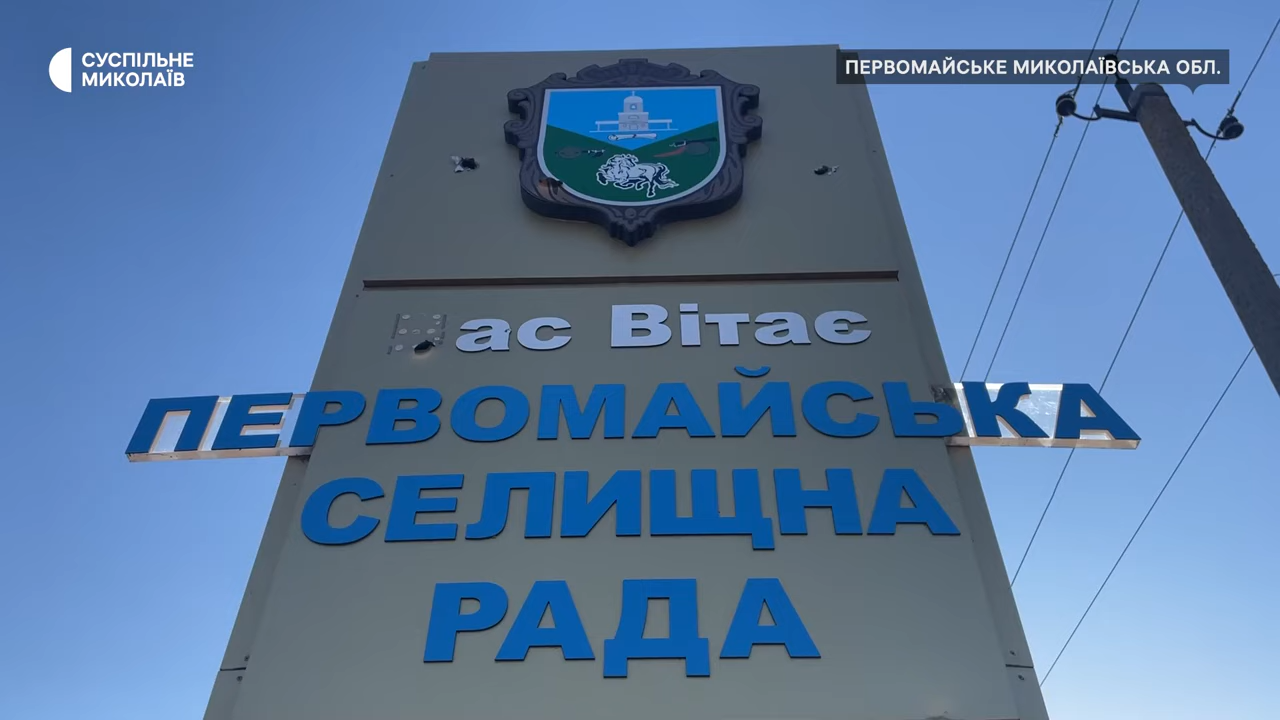 СУСПІЛЬНЕ
МИКОЛАЇВ
ПЕРВОМАЙСЬКЕ МИКОЛАЇВСЬКА ОБЛ.
ас Вітає
ПЕРВОМАЙСЬКА
СЕЛИЩНА
РАДА